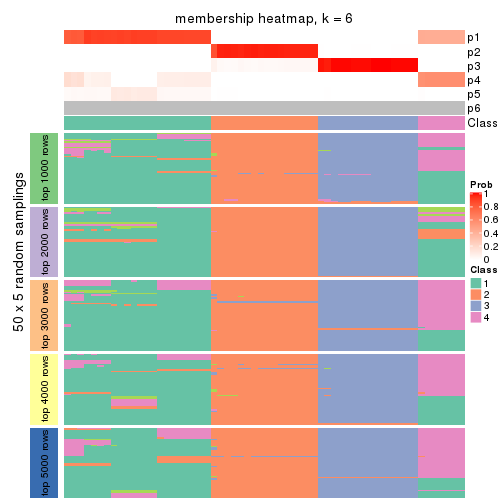 membership heatmap, k = 6
p1
p2
p3
p4
p5
p6
Class
50 x 5 random samplings
top 1000 rows
top 2000 rows
top 3000 rows
top 4000 rows
top 5000 rows
Prob
1
0.8
0.6
0.4
0.2
0
Class
1
2
3
4